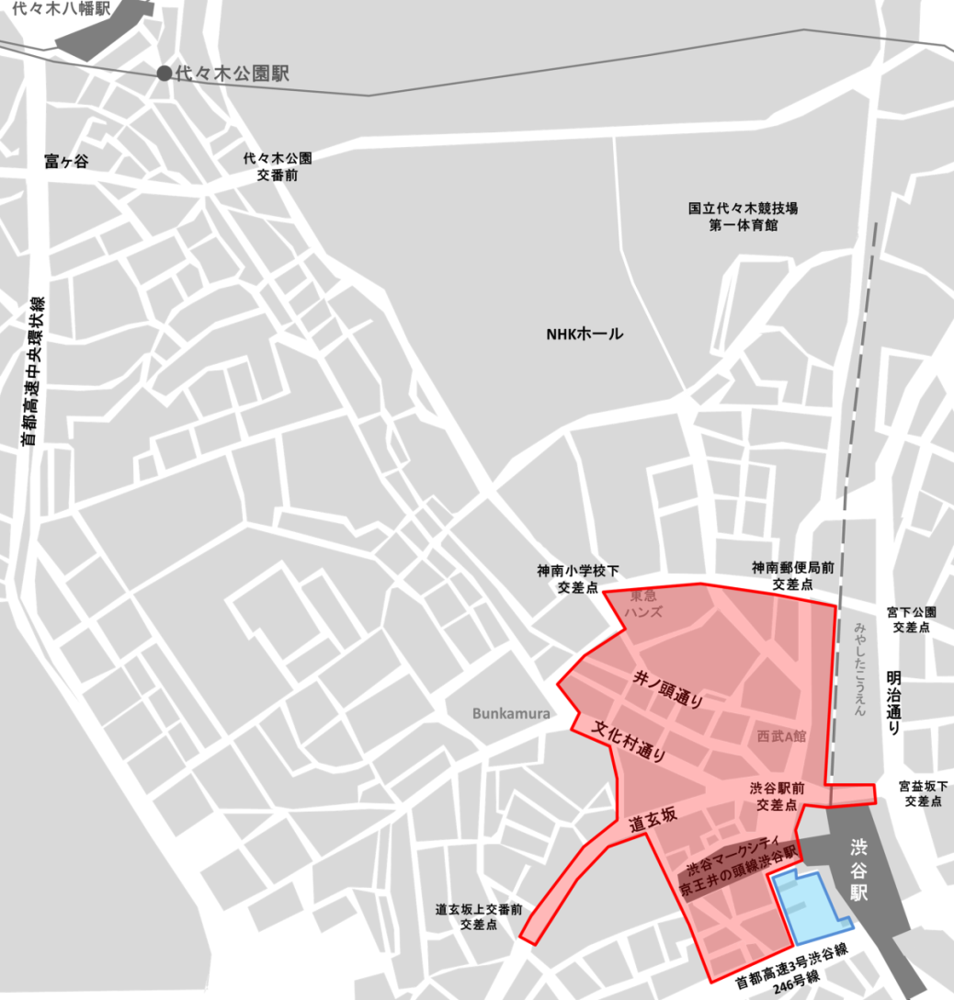 代々木八幡駅
代々木公園駅
富ヶ谷
代々木公園
交番前
国立代々木競技場
第一体育館
首都高速中央環状線
NHKホール
神南小学校下
交差点
神南郵便局前
交差点
東急
ハンズ
宮下公園
交差点
みやしたこうえん
明治通り
井ノ頭通り
Bunkamura
文化村通り
西武A館
渋谷駅前
交差点
宮益坂下
交差点
道玄坂
渋谷マークシティ
京王井の頭線渋谷駅
渋谷駅
道玄坂上交番前
交差点
首都高速3号渋谷線
246号線